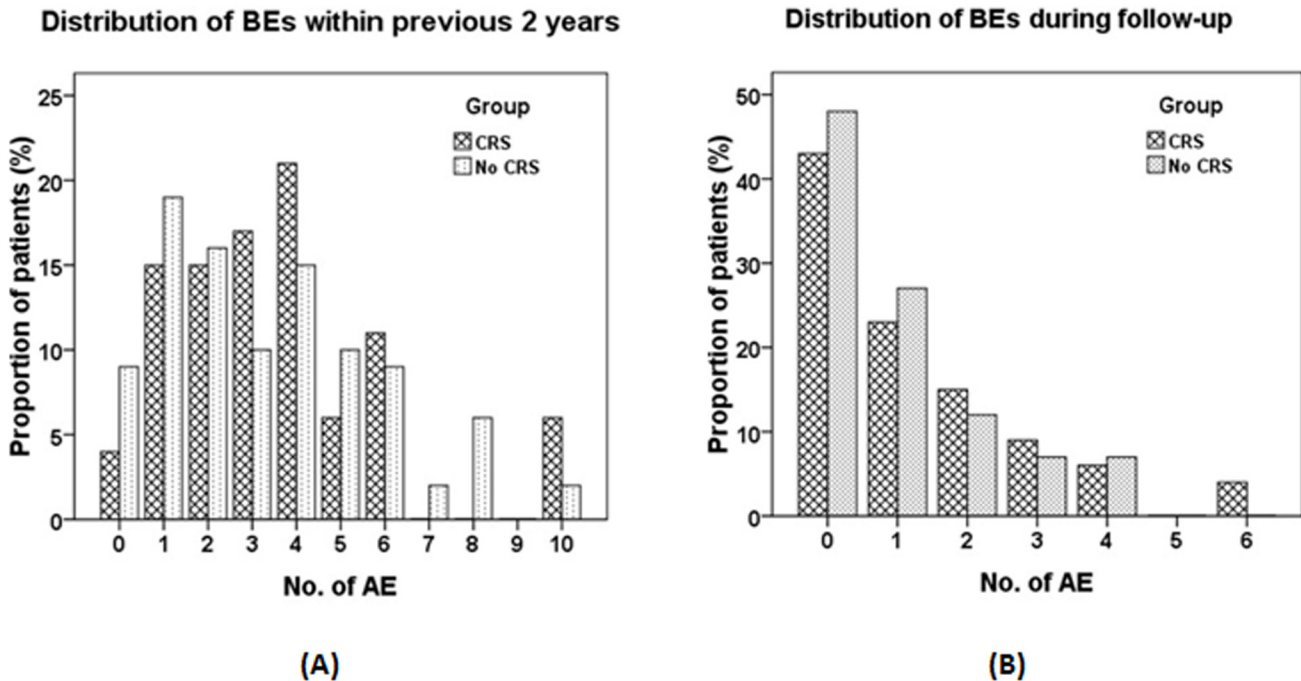 Distribution of BEs within previous 2 years
Proportion of patients (%)
25
20
15
10
5
0
Group
CRS
No CRS
0 1 2 3 4 5 6 7 8 9 10
No. of AE
(A)
Distribution of BEs during follow-up
Proportion of patients (%)
50
40
30
20
10
0
Group
CRS
No CRS
0 1 2 3 4 5 6
No. of AE
(B)